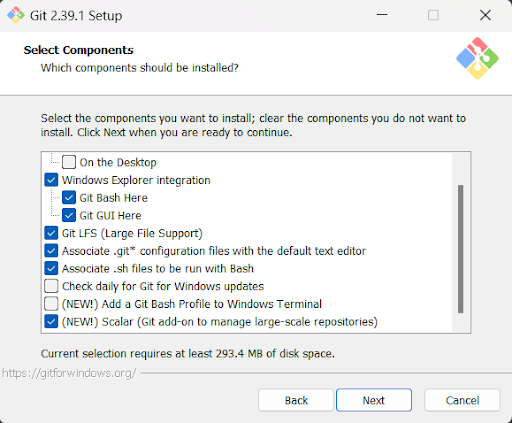 Git 2.39.1 Setup
Select Components
Which components should be installed?
Select the components you want to install; clear the components you do not want to
install. Click Next when you are ready to continue.
On the Desktop
Windows Explorer integration
Git Bash Here
Git GUI Here
Git LFS (Large File Support)
Associate .git* configuration files with the default text editor
Associate .sh files to be run with Bash
Check daily for Git for Windows updates
(NEW!) Add a Git Bash Profile to Windows Terminal
(NEW!) Scalar (Git add-on to manage large-scale repositories)
Current selection requires at least 293.4 MB of disk space.
https://gitforwindows.org/
Back Next Cancel